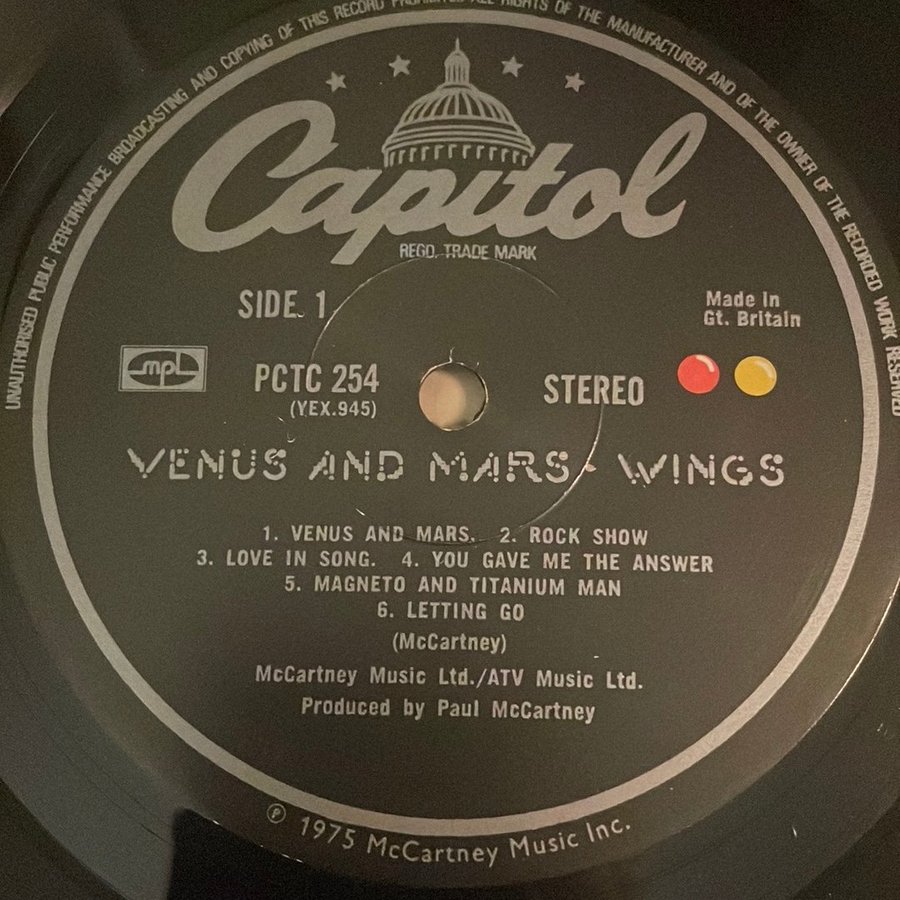 UNAUTHORISED PUBLIC PERFORMANCE BROADCASTING AND COPYING OF THIS RECORD PROHIBITED ALL RIGHTS OF THE MANUFACTURER AND OF THE OWNER OF THE RECORDED WORK RESERVED
Capitol
REGD. TRADE MARK
SIDE. 1
Made in
Gt. Britain
mpl
PCTC 254
STEREO
(YEX.945)
VENUS AND MARS · WINGS
1. VENUS AND MARS. 2. ROCK SHOW
3. LOVE IN SONG. 4. YOU GAVE ME THE ANSWER
5. MAGNETO AND TITANIUM MAN
6. LETTING GO
(McCartney)
McCartney Music Ltd./ATV Music Ltd.
Produced by Paul McCartney
℗ 1975 McCartney Music Inc.